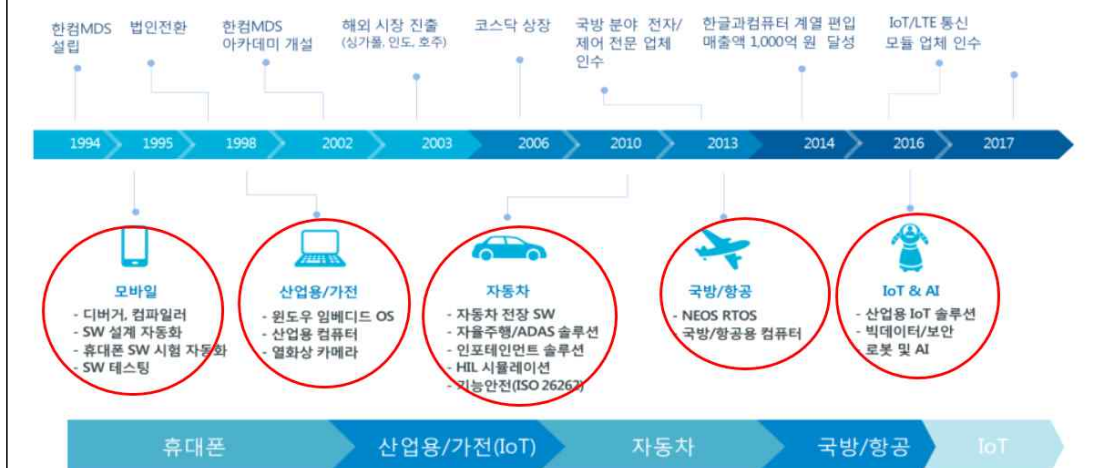 한컴MDS
설립
법인전환
한컴MDS
아카데미 개설
해외 시장 진출
(싱가폴, 인도, 호주)
코스닥 상장
국방 분야 전자/
제어 전문 업체
인수
한글과컴퓨터 계열 편입
매출액 1,000억 원 달성
IoT/LTE 통신
모듈 업체 인수
1994 1995 1998 2002 2003 2006 2010 2013 2014 2016 2017
모바일
- 디버거, 컴파일러
- SW 설계 자동화
- 휴대폰 SW 시험 자동화
- SW 테스팅
산업용/가전
- 윈도우 임베디드 OS
- 산업용 컴퓨터
- 열화상 카메라
자동차
- 자동차 전장 SW
- 자율주행/ADAS 솔루션
- 인포테인먼트 솔루션
- HIL 시뮬레이션
- 기능안전(ISO 26262)
국방/항공
- NEOS RTOS
- 국방/항공용 컴퓨터
IoT & AI
- 산업용 IoT 솔루션
- 빅데이터/보안
- 로봇 및 AI
휴대폰 산업용/가전(IoT) 자동차 국방/항공 IoT